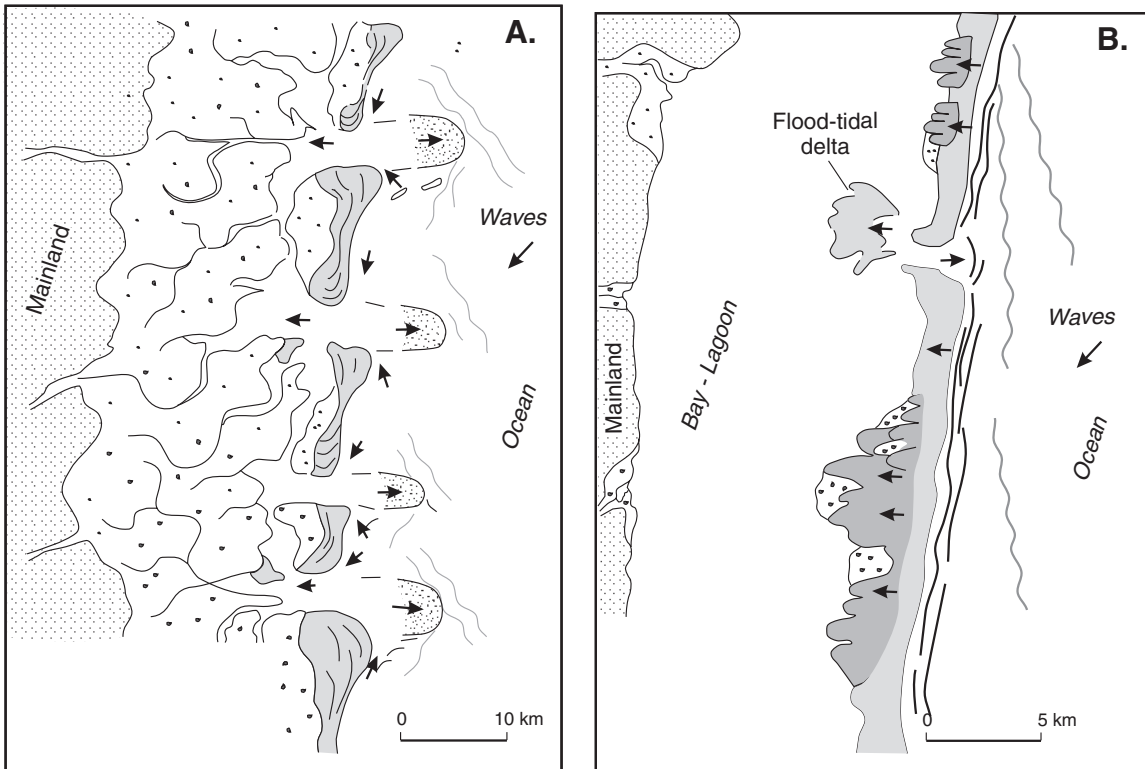 A.
Mainland
Waves
Ocean
0 10 km
B.
Flood-tidal
delta
Mainland
Bay - Lagoon
Waves
Ocean
0 5 km